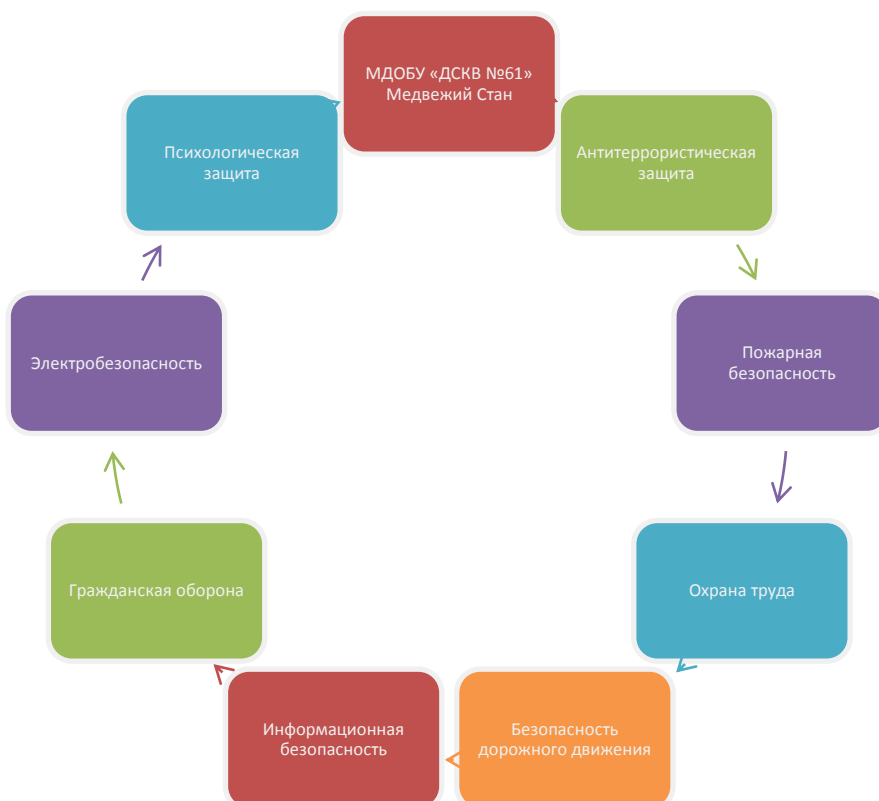 МДОБУ «ДСКВ №61»
Медвежий Стан
Антитеррористическая
защита
Пожарная
безопасность
Охрана труда
Безопасность
дорожного движения
Информационная
безопасность
Гражданская оборона
Электробезопасность
Психологическая
защита